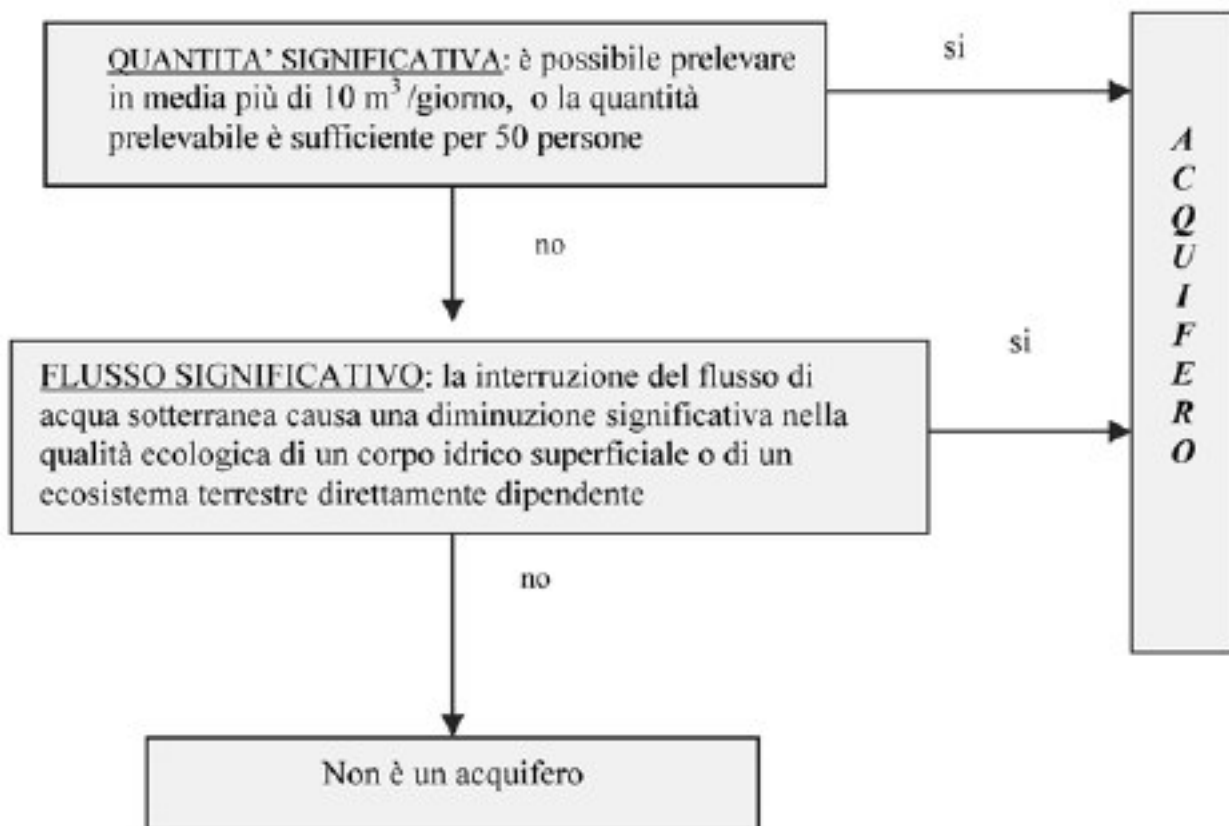 QUANTITA' SIGNIFICATIVA: è possibile prelevare
in media più di 10 m³/giorno, o la quantità
prelevabile è sufficiente per 50 persone
si
no
FLUSSO SIGNIFICATIVO: la interruzione del flusso di
acqua sotterranea causa una diminuzione significativa nella
qualità ecologica di un corpo idrico superficiale o di un
ecosistema terrestre direttamente dipendente
si
no
Non è un acquifero
A
C
Q
U
I
F
E
R
O